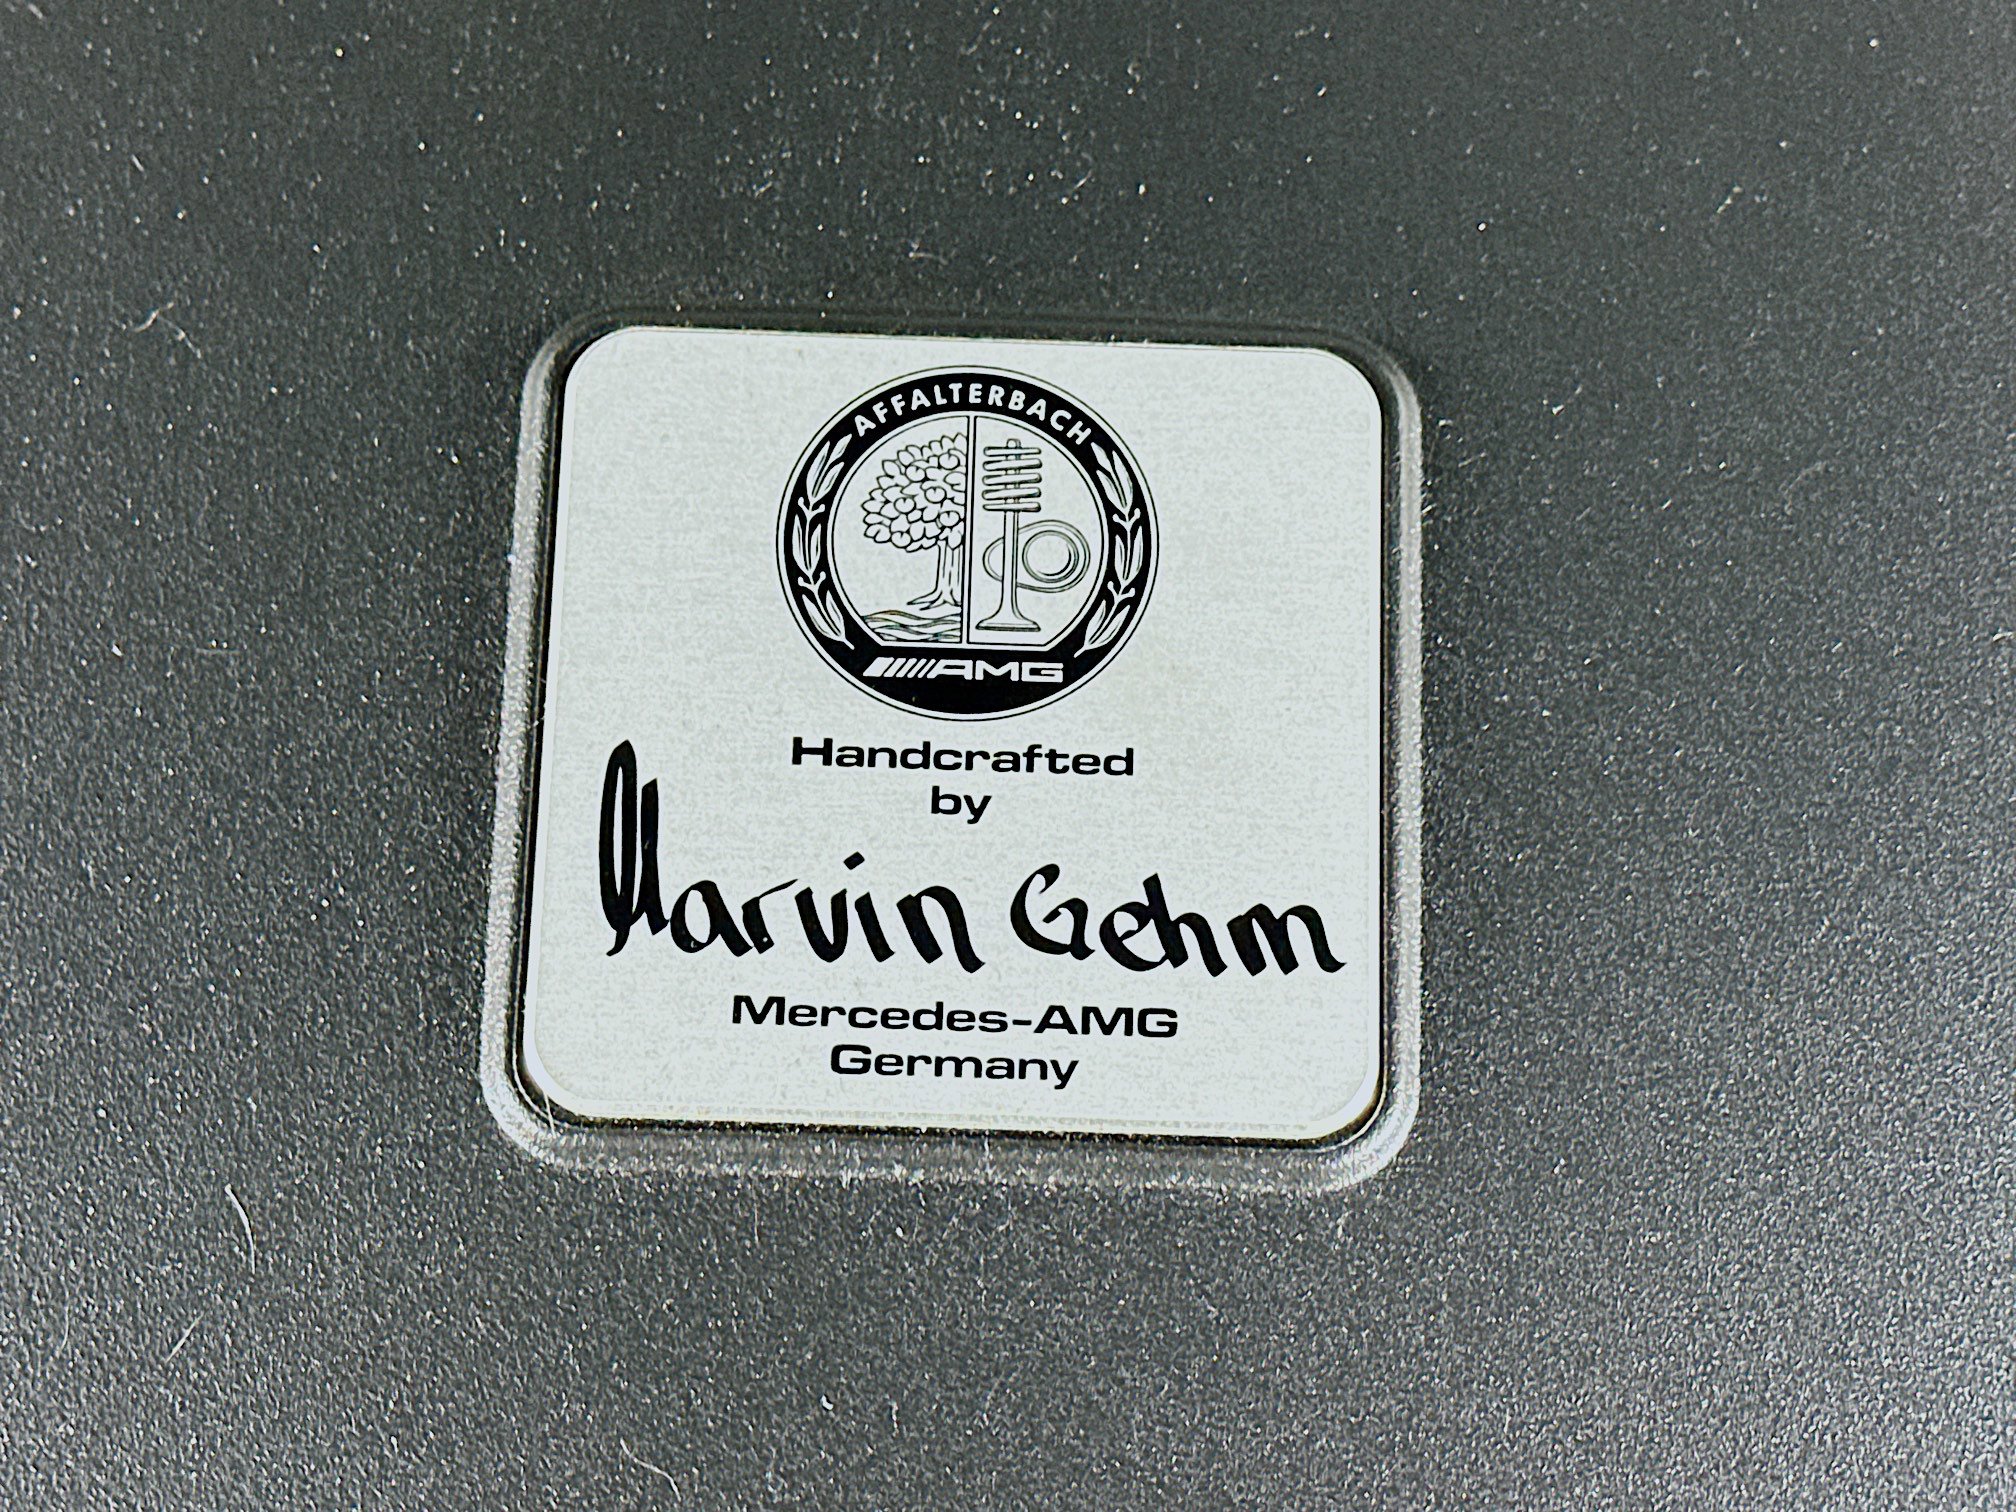 AFFALTERBACH
AMG
Handcrafted
by
Marvin Gehm
Mercedes-AMG
Germany